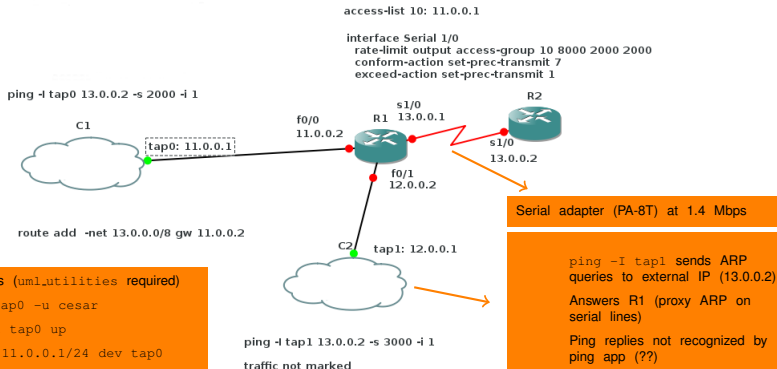 access-list 10: 11.0.0.1
interface Serial 1/0
rate-limit output access-group 10 8000 2000 2000
conform-action set-prec-transmit 7
exceed-action set-prec-transmit 1
ping -I tap0 13.0.0.2 -s 2000 -i 1
C1
tap0: 11.0.0.1
f0/0
11.0.0.2
R1
s1/0
13.0.0.1
R2
s1/0
13.0.0.2
f0/1
12.0.0.2
Serial adapter (PA-8T) at 1.4 Mbps
route add -net 13.0.0.0/8 gw 11.0.0.2
C2
tap1: 12.0.0.1
s (uml_utilities required)
ap0 -u cesar
tap0 up
11.0.0.1/24 dev tap0
ping -I tap1 sends ARP
queries to external IP (13.0.0.2)
Answers R1 (proxy ARP on
serial lines)
Ping replies not recognized by
ping app (??)
ping -I tap1 13.0.0.2 -s 3000 -i 1
traffic not marked